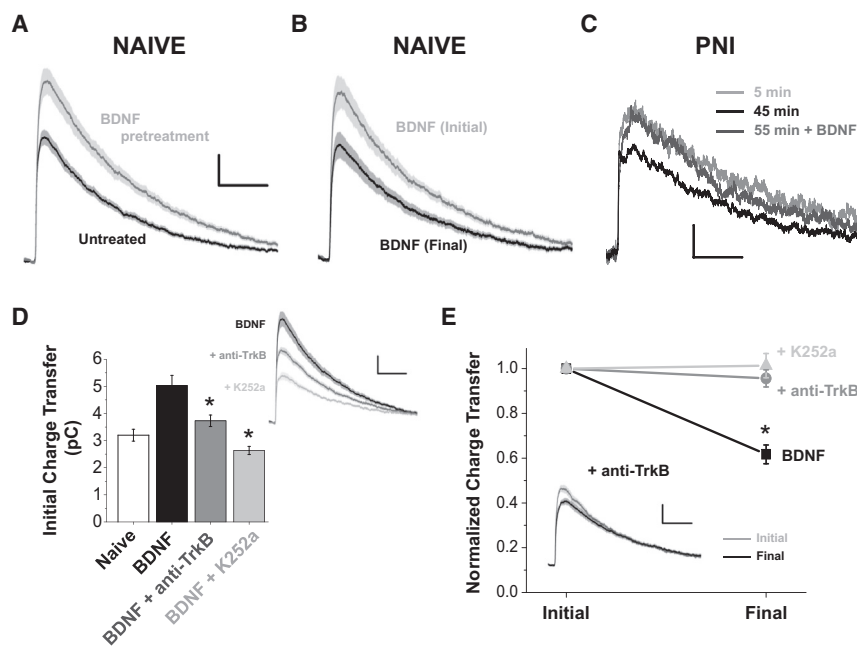 A
NAIVE
BDNF
pretreatment
Untreated
B
NAIVE
BDNF (Initial)
BDNF (Final)
C
PNI
5 min
45 min
55 min + BDNF
D
Initial Charge Transfer
(pC)
6
5
4
3
2
1
0
*
*
Naive
BDNF
BDNF + anti-TrkB
BDNF + K252a
BDNF
+ anti-TrkB
+ K252a
E
Normalized Charge Transfer
1.0
0.8
0.6
0.4
0.2
0.0
+ K252a
+ anti-TrkB
*
BDNF
+ anti-TrkB
Initial
Final
Initial
Final